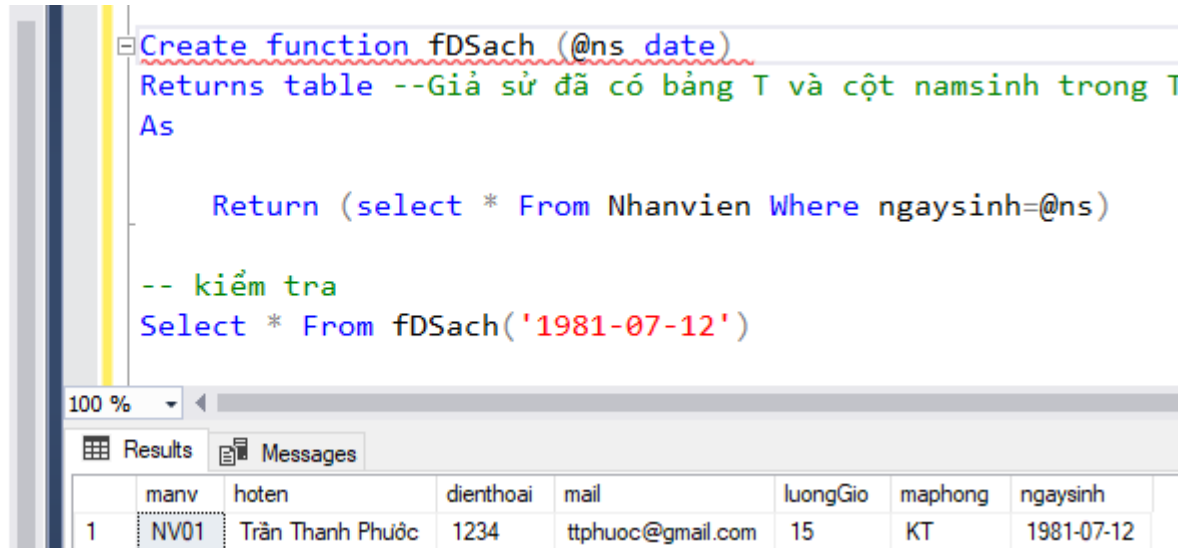 Create function fDSach (@ns date)
Returns table --Giả sử đã có bảng T và cột namsinh trong T
As
Return (select * From Nhanvien Where ngaysinh=@ns)
-- kiểm tra
Select * From fDSach('1981-07-12')
100 %
Results Messages
manv hoten dienthoai mail luongGio maphong ngaysinh
1 NV01 Trần Thanh Phước 1234 ttphuoc@gmail.com 15 KT 1981-07-12